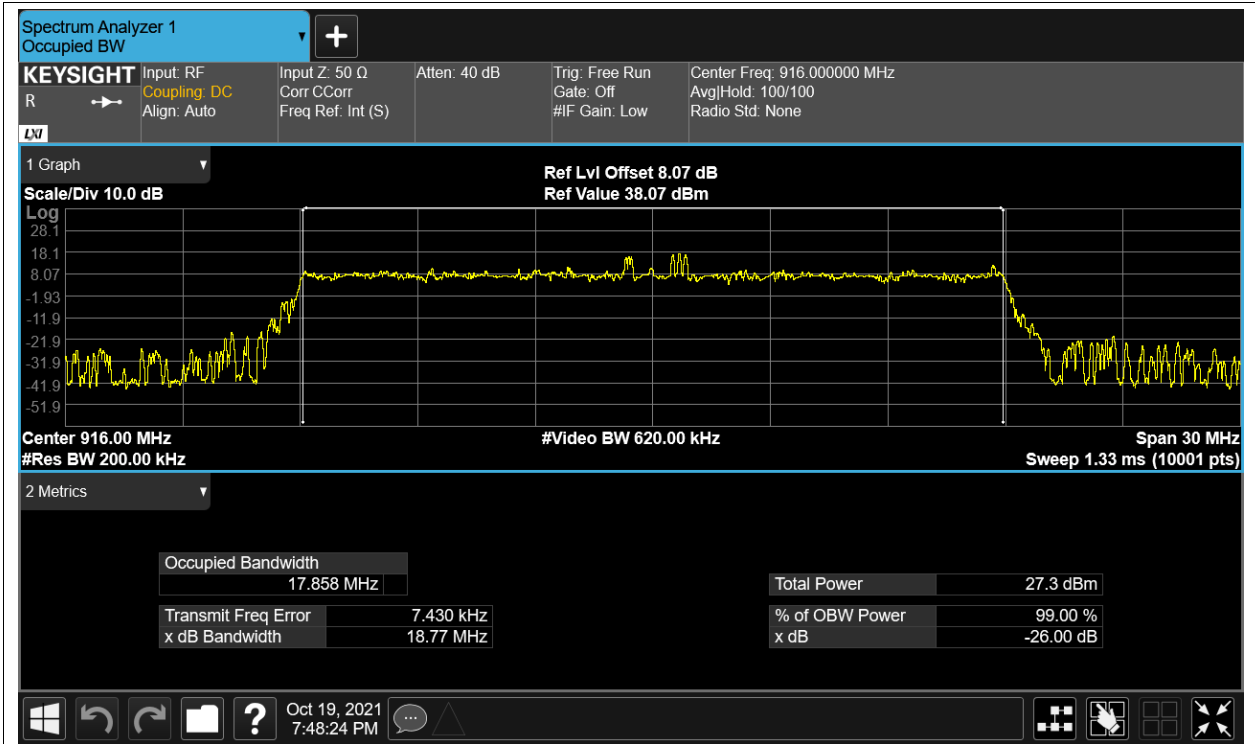 Spectrum Analyzer 1
Occupied BW
KEYSIGHT
R
LXI
Input: RF
Coupling: DC
Align: Auto
Input Z: 50 Ω
Corr CCorr
Freq Ref: Int (S)
Atten: 40 dB
Trig: Free Run
Gate: Off
#IF Gain: Low
Center Freq: 916.000000 MHz
Avg|Hold: 100/100
Radio Std: None
1 Graph
Scale/Div 10.0 dB
Ref Lvl Offset 8.07 dB
Ref Value 38.07 dBm
Log
28.1
18.1
8.07
-1.93
-11.9
-21.9
-31.9
-41.9
-51.9
Center 916.00 MHz
#Res BW 200.00 kHz
#Video BW 620.00 kHz
Span 30 MHz
Sweep 1.33 ms (10001 pts)
2 Metrics
Occupied Bandwidth
17.858 MHz
Transmit Freq Error 7.430 kHz
x dB Bandwidth 18.77 MHz
Total Power 27.3 dBm
% of OBW Power 99.00 %
x dB -26.00 dB
?
Oct 19, 2021
7:48:24 PM